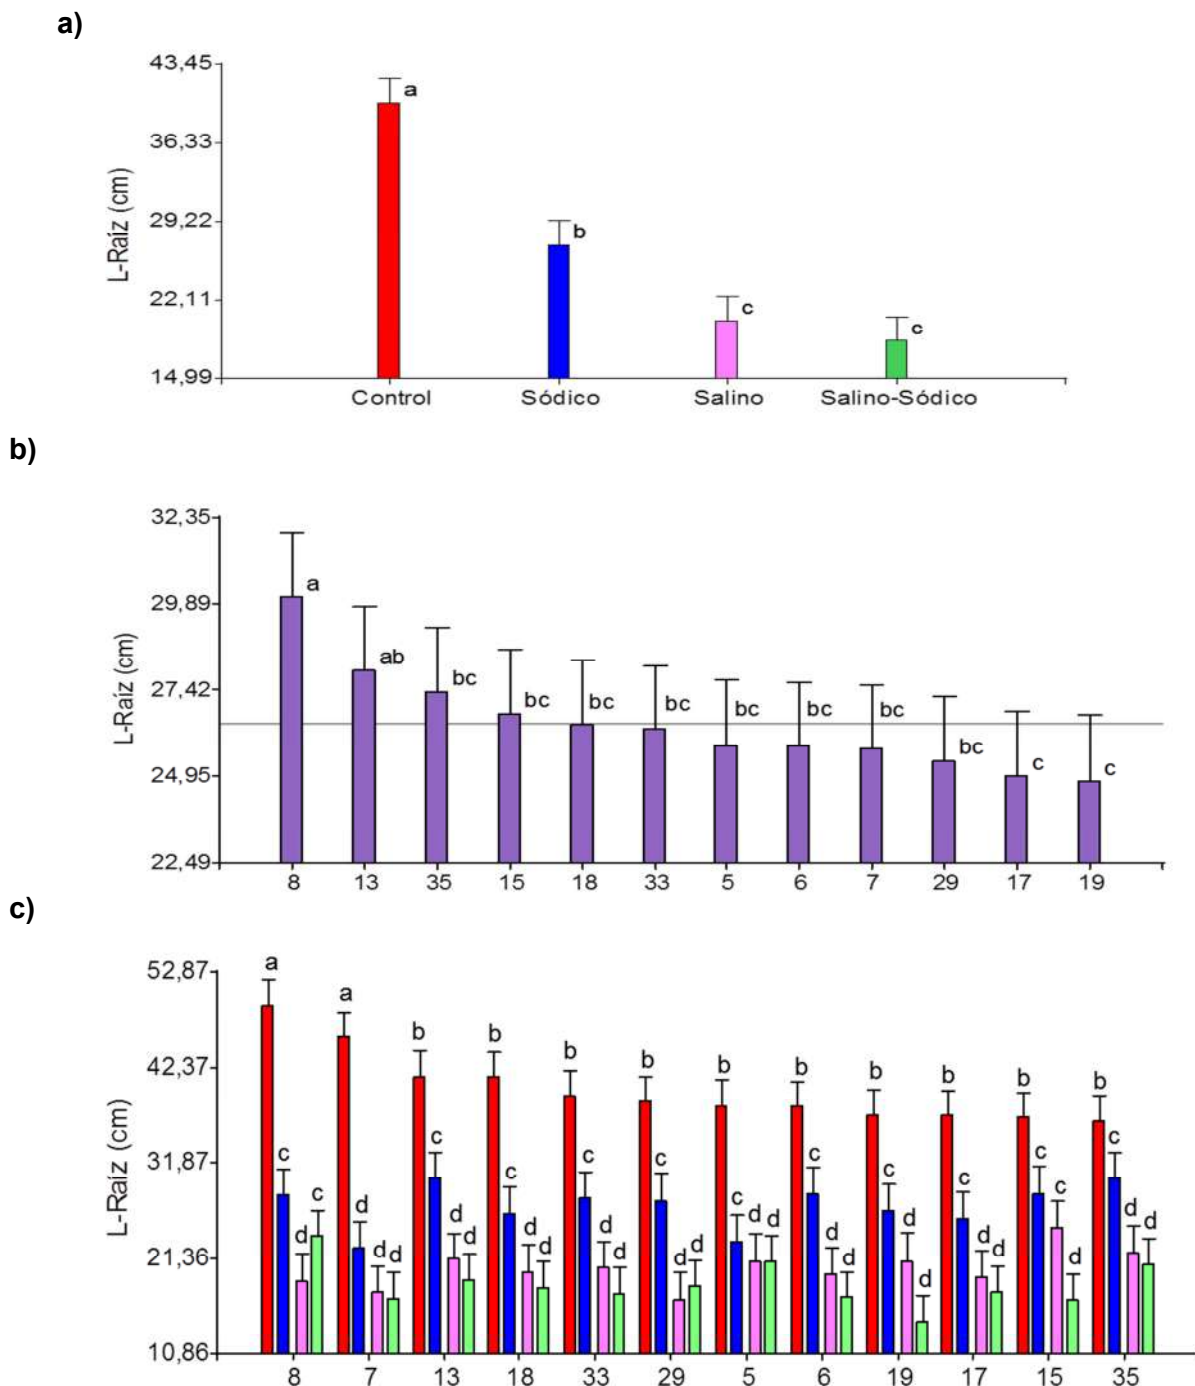 a)
43,45
36,33
29,22
22,11
14,99
L-Raíz (cm)
a
b
c
c
Control Sódico Salino Salino-Sódico
b)
32,35
29,89
27,42
24,95
22,49
L-Raíz (cm)
a
ab
bc
bc
bc
bc
bc
bc
bc
bc
c
c
8 13 35 15 18 33 5 6 7 29 17 19
c)
52,87
42,37
31,87
21,36
10,86
L-Raíz (cm)
a c d c
a d d d
b c d d
b c d d
b c d d
b c d d
b c d d
b c d d
b c d d
b c d d
b c c d
b c d d
8 7 13 18 33 29 5 6 19 17 15 35